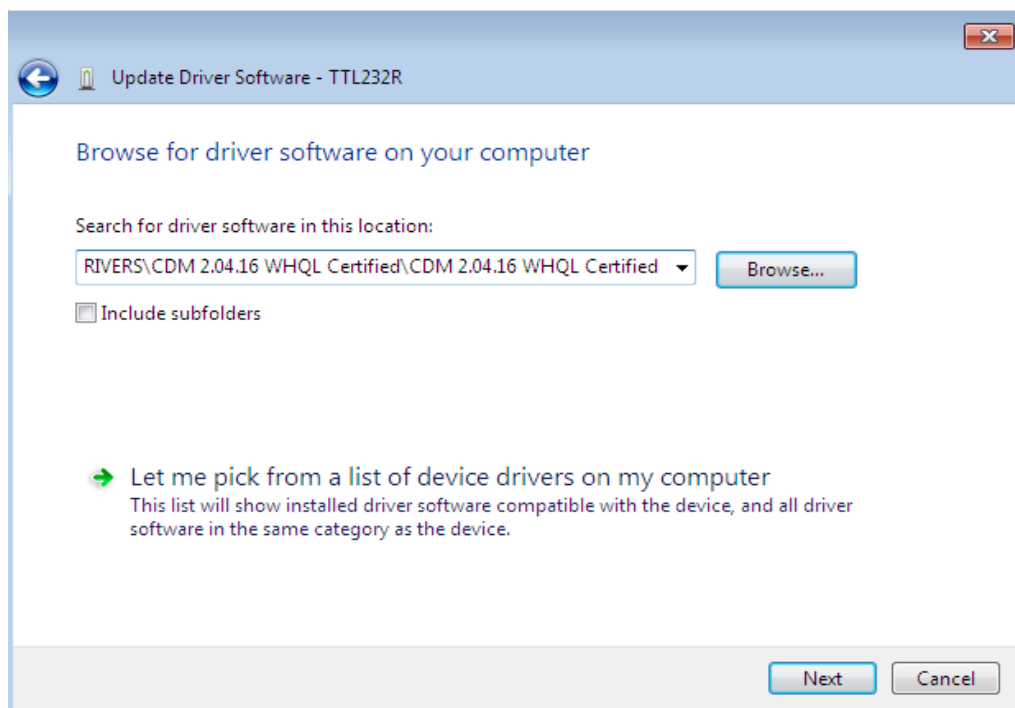 Update Driver Software - TTL232R
Browse for driver software on your computer
Search for driver software in this location:
RIVERS\CDM 2.04.16 WHQL Certified\CDM 2.04.16 WHQL Certified
Browse...
Include subfolders
Let me pick from a list of device drivers on my computer
This list will show installed driver software compatible with the device, and all driver
software in the same category as the device.
Next
Cancel